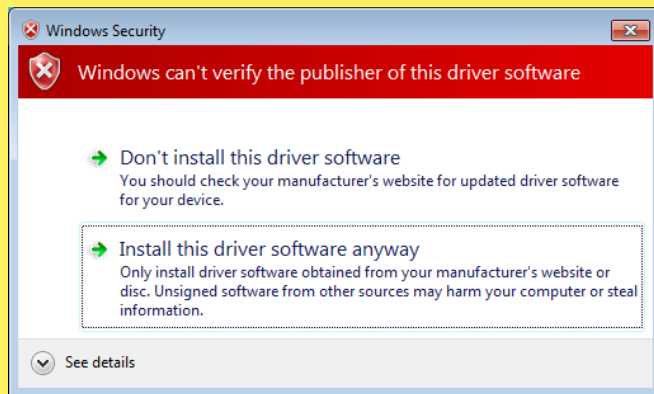 Windows Security
Windows can't verify the publisher of this driver software
Don't install this driver software
You should check your manufacturer's website for updated driver software
for your device.
Install this driver software anyway
Only install driver software obtained from your manufacturer's website or
disc. Unsigned software from other sources may harm your computer or steal
information.
See details